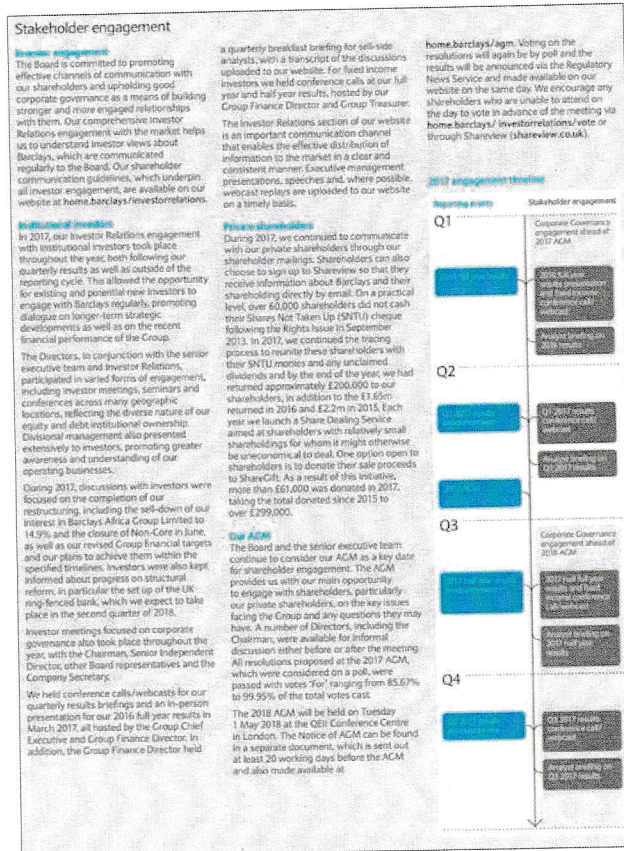 Stakeholder engagement
Investor engagement
The Board is committed to promoting
effective channels of communication with
our shareholders and upholding good
corporate governance as a means of building
stronger and more engaged relationships
with them. Our comprehensive Investor
Relations engagement with the market helps
us to understand investor views about
Barclays, which are communicated
regularly to the Board. Our shareholder
communication guidelines, which underpin
all investor engagement, are available on our
website at home.barclays/investorrelations.
Institutional investors
In 2017, our Investor Relations engagement
with institutional investors took place
throughout the year, both following our
quarterly results as well as outside of the
reporting cycle. This allowed the opportunity
for existing and potential new investors to
engage with Barclays regularly, promoting
dialogue on longer-term strategic
developments as well as on the recent
financial performance of the Group.
The Directors, in conjunction with the senior
executive team and Investor Relations,
participated in varied forms of engagement,
including investor meetings, seminars and
conferences across many geographic
locations, reflecting the diverse nature of our
equity and debt institutional ownership.
Divisional management also presented
extensively to investors, promoting greater
awareness and understanding of our
operating businesses.
During 2017, discussions with investors were
focused on the completion of our
restructuring, including the sell-down of our
interest in Barclays Africa Group Limited to
14.9% and the closure of Non-Core in June,
as well as our revised Group financial targets
and our plans to achieve them within the
specified timelines. Investors were also kept
informed about progress on structural
reform, in particular the set up of the UK
ring-fenced bank, which we expect to take
place in the second quarter of 2018.
Investor meetings focused on corporate
governance also took place throughout the
year, with the Chairman, Senior Independent
Director, other Board representatives and the
Company Secretary.
We held conference calls/webcasts for our
quarterly results briefings and an in-person
presentation for our 2016 full year results in
March 2017, all hosted by the Group Chief
Executive and Group Finance Director. In
addition, the Group Finance Director held
a quarterly breakfast briefing for sell-side
analysts, with a transcript of the discussions
uploaded to our website. For fixed income
investors we held conference calls at our full
year and half year results, hosted by our
Group Finance Director and Group Treasurer.
The Investor Relations section of our website
is an important communication channel
that enables the effective distribution of
information to the market in a clear and
consistent manner. Executive management
presentations, speeches and, where possible,
webcast replays are uploaded to our website
on a timely basis.
Private shareholders
During 2017, we continued to communicate
with our private shareholders through our
shareholder mailings. Shareholders can also
choose to sign up to Shareview so that they
receive information about Barclays and their
shareholding directly by email. On a practical
level, over 60,000 shareholders did not cash
their Shares Not Taken Up (SNTU) cheque
following the Rights Issue in September
2013. In 2017, we continued the tracing
process to reunite these shareholders with
their SNTU monies and any unclaimed
dividends and by the end of the year, we had
returned approximately £200,000 to our
shareholders, in addition to the £1.65m
returned in 2016 and £2.2m in 2015. Each
year we launch a Share Dealing Service
aimed at shareholders with relatively small
shareholdings for whom it might otherwise
be uneconomical to deal. One option open to
shareholders is to donate their sale proceeds
to ShareGift. As a result of this initiative,
more than £61,000 was donated in 2017,
taking the total donated since 2015 to
over £299,000.
Our AGM
The Board and the senior executive team
continue to consider our AGM as a key date
for shareholder engagement. The AGM
provides us with our main opportunity
to engage with shareholders, particularly
our private shareholders, on the key issues
facing the Group and any questions they may
have. A number of Directors, including the
Chairman, were available for informal
discussion either before or after the meeting.
All resolutions proposed at the 2017 AGM,
which were considered on a poll, were
passed with votes 'For' ranging from 85.67%
to 99.95% of the total votes cast.
The 2018 AGM will be held on Tuesday
1 May 2018 at the QEII Conference Centre
in London. The Notice of AGM can be found
in a separate document, which is sent out
at least 20 working days before the AGM
and also made available at
home.barclays/agm. Voting on the
resolutions will again be by poll and the
results will be announced via the Regulatory
News Service and made available on our
website on the same day. We encourage any
shareholders who are unable to attend on
the day to vote in advance of the meeting via
home.barclays/ investorrelations/vote or
through Shareview (shareview.co.uk).
2017 engagement timeline
Reporting events
Stakeholder engagement
Q1
Corporate Governance
engagement ahead of
2017 AGM
Q2
Q1 2017 results
Q3
Corporate Governance
engagement ahead of
2018 AGM
Q4